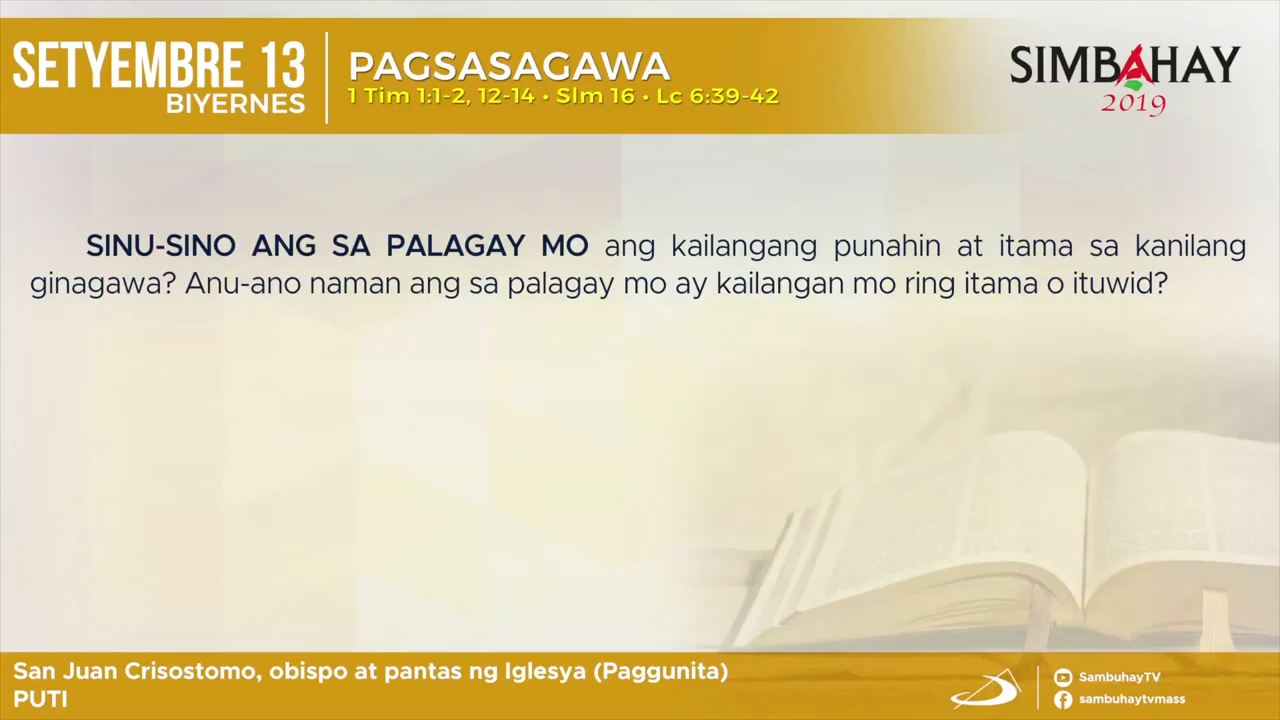 SETYEMBRE 13
BIYERNES
PAGSASAGAWA
1 Tim 1:1-2, 12-14 • Slm 16 • Lc 6:39-42
SIMBAHAY
2019
SINU-SINO ANG SA PALAGAY MO ang kailangang punahin at itama sa kanilang
ginagawa? Anu-ano naman ang sa palagay mo ay kailangan mo ring itama o ituwid?
San Juan Crisostomo, obispo at pantas ng Iglesya (Paggunita)
PUTI
SambuhayTV
sambuhaytvmass